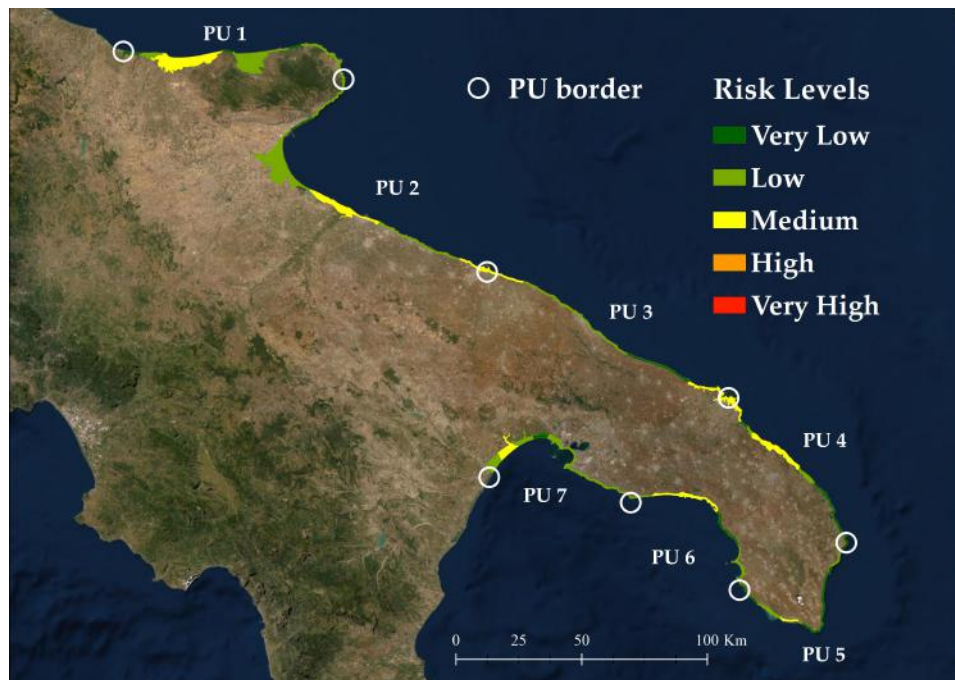 PU 1
PU border
Risk Levels
Very Low
Low
Medium
High
Very High
PU 2
PU 3
PU 4
PU 7
PU 6
PU 5
0 25 50 100 Km